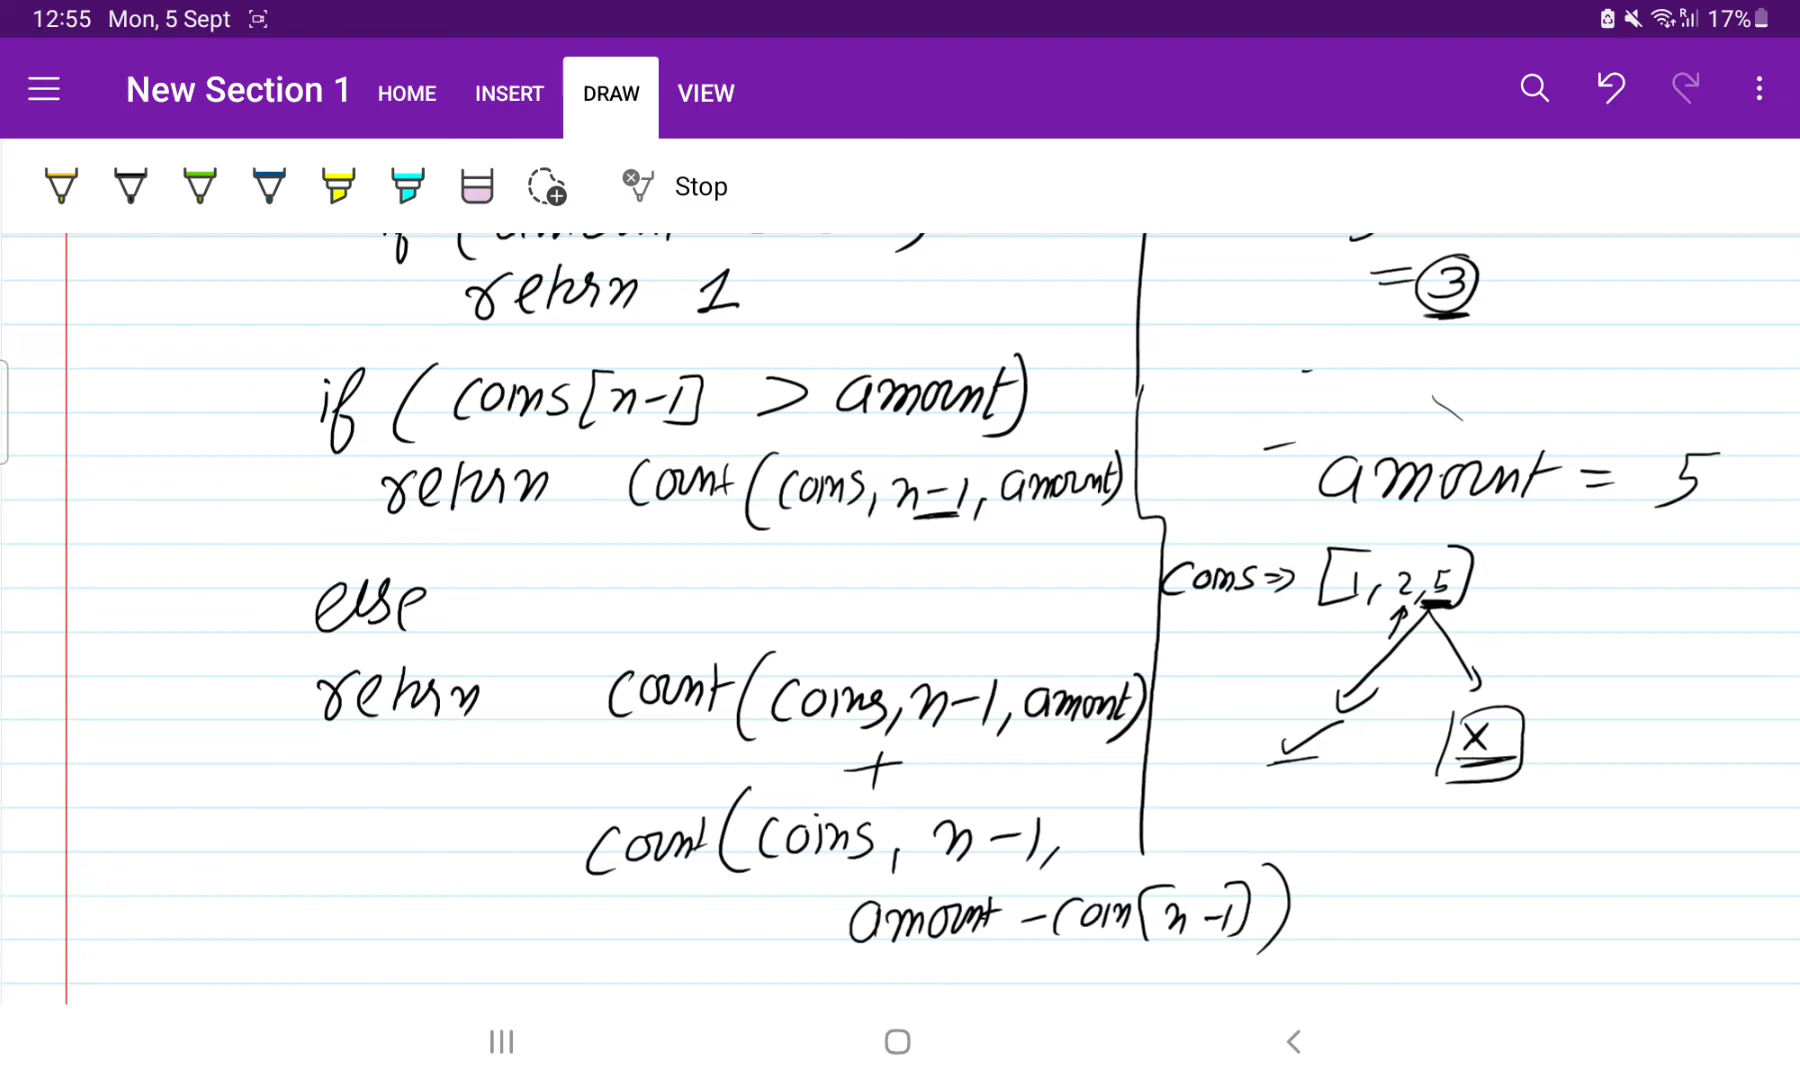 12:55 Mon, 5 Sept 17%
New Section 1 HOME INSERT DRAW VIEW
Stop
return 1
if (coins[n-1] > amount)
return count(coins, n-1, amount)
else
return count(coins, n-1, amont)
+
count(coins, n-1,
amount - coin[n-1])
= 3
amount = 5
coins => [1, 2, 5]
x